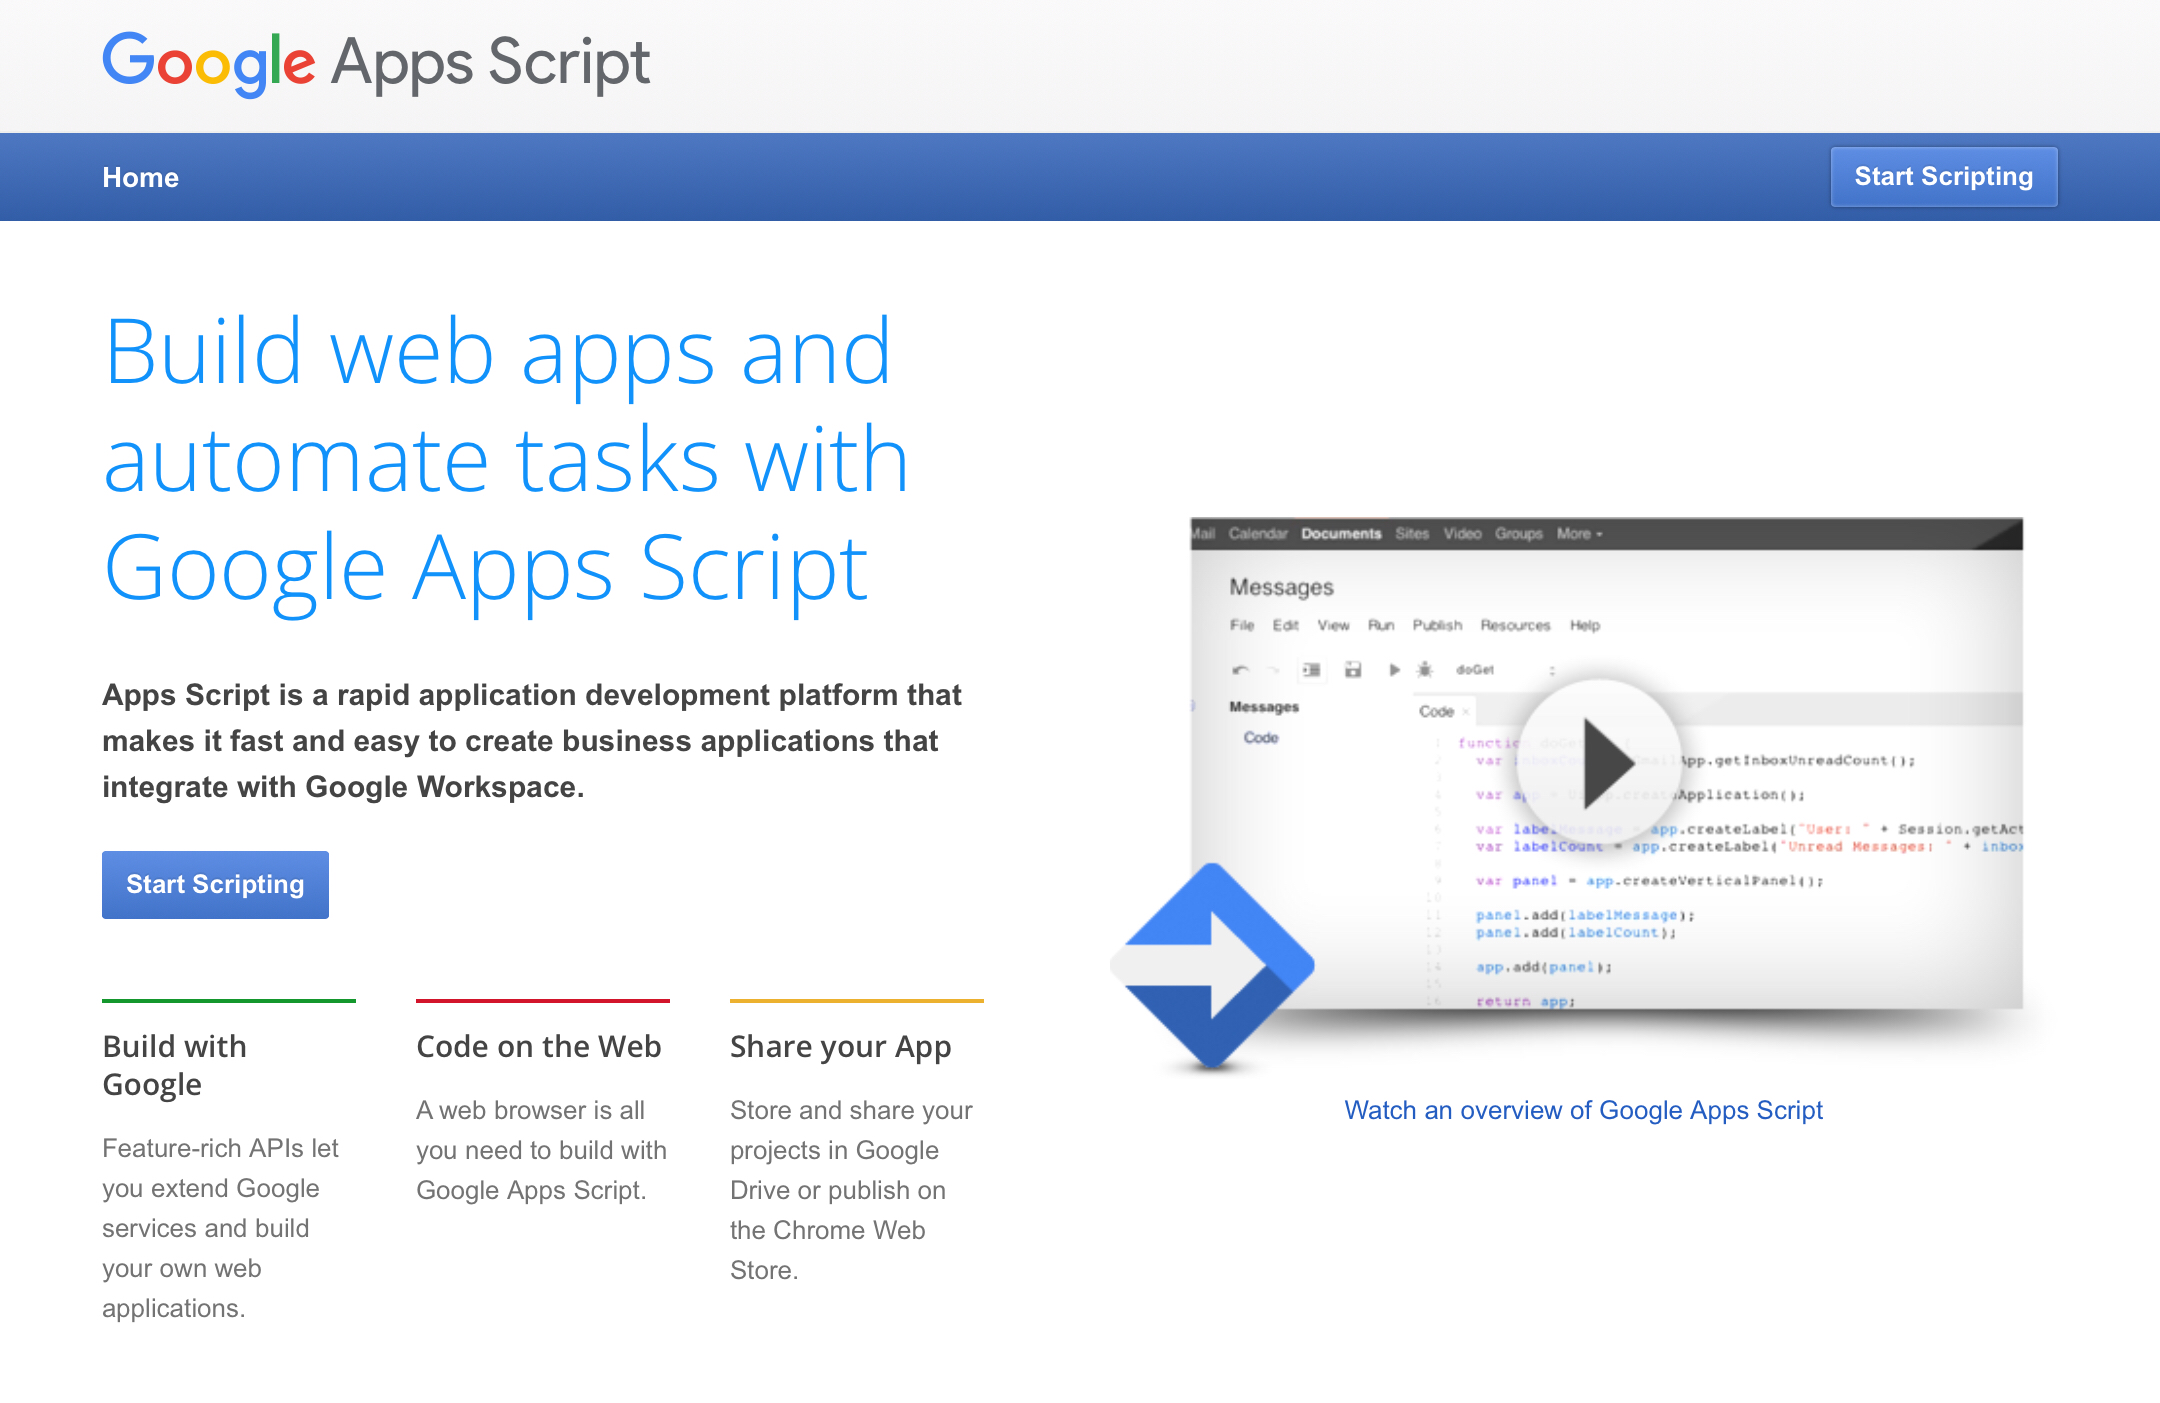 Google Apps Script
Home
Start Scripting
Build web apps and
automate tasks with
Google Apps Script
Apps Script is a rapid application development platform that
makes it fast and easy to create business applications that
integrate with Google Workspace.
Start Scripting
Build with
Google
Feature-rich APIs let
you extend Google
services and build
your own web
applications.
Code on the Web
A web browser is all
you need to build with
Google Apps Script.
Share your App
Store and share your
projects in Google
Drive or publish on
the Chrome Web
Store.
Mail Calendar Documents Sites Video Groups More
Messages
File Edit View Run Publish Resources Help
doGet
Messages
Code
Code ×
var
App.getInboxUnreadCount();
var
Application();
var = app.createLabel("User: " + Session.getAct
var labelCount = app.createLabel("Unread Messages: " + inbox
var panel = app.createVerticalPanel();
panel.add(labelMessage);
panel.add(labelCount);
app.add(panel);
return app;
Watch an overview of Google Apps Script